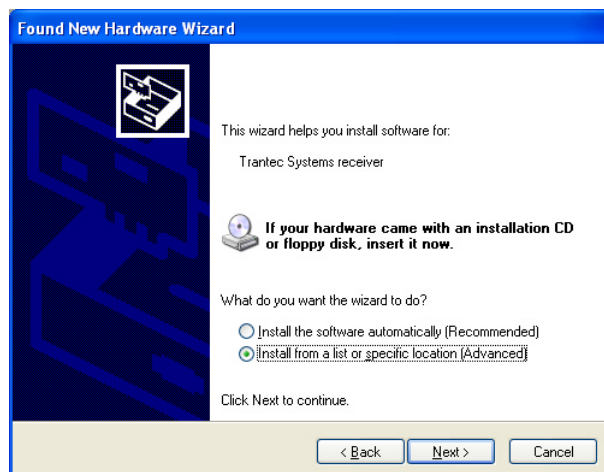 Found New Hardware Wizard
This wizard helps you install software for:
Trantec Systems receiver
If your hardware came with an installation CD
or floppy disk, insert it now.
What do you want the wizard to do?
Install the software automatically (Recommended)
Install from a list or specific location (Advanced)
Click Next to continue.
< Back Next > Cancel